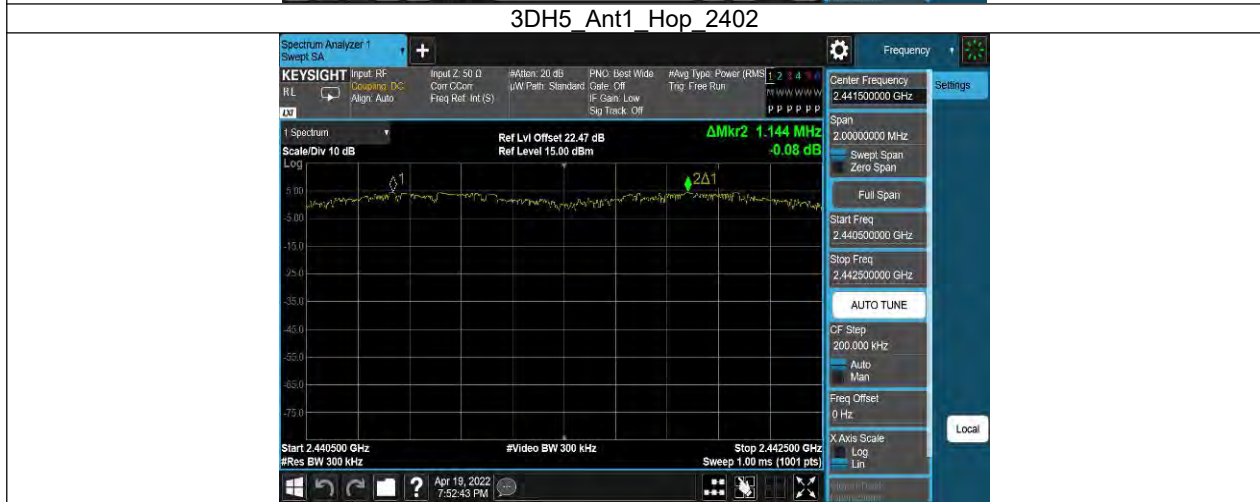 3DH5_Ant1_Hop_2402
Spectrum Analyzer 1
Swept SA
+
Frequency
Settings
KEYSIGHT
RL
LXI
Input: RF
Coupling: DC
Align: Auto
Input Z: 50 Ω
Corr CCorr
Freq Ref: Int (S)
#Atten: 20 dB
µW Path: Standard
PNO: Best Wide
Gate: Off
IF Gain: Low
Sig Track: Off
#Avg Type: Power (RMS
Trig: Free Run
P P P P P P
1 Spectrum
Scale/Div 10 dB
Log
Ref Lvl Offset 22.47 dB
Ref Level 15.00 dBm
ΔMkr2 1.144 MHz
-0.08 dB
1
2Δ1
5.00
-5.00
-15.0
-25.0
-35.0
-45.0
-55.0
-65.0
-75.0
Start 2.440500 GHz
#Res BW 300 kHz
#Video BW 300 kHz
Stop 2.442500 GHz
Sweep 1.00 ms (1001 pts)
Center Frequency
2.441500000 GHz
Span
2.00000000 MHz
Swept Span
Zero Span
Full Span
Start Freq
2.440500000 GHz
Stop Freq
2.442500000 GHz
AUTO TUNE
CF Step
200.000 kHz
Auto
Man
Freq Offset
0 Hz
X Axis Scale
Log
Lin
Local
?
Apr 19, 2022
7:52:43 PM